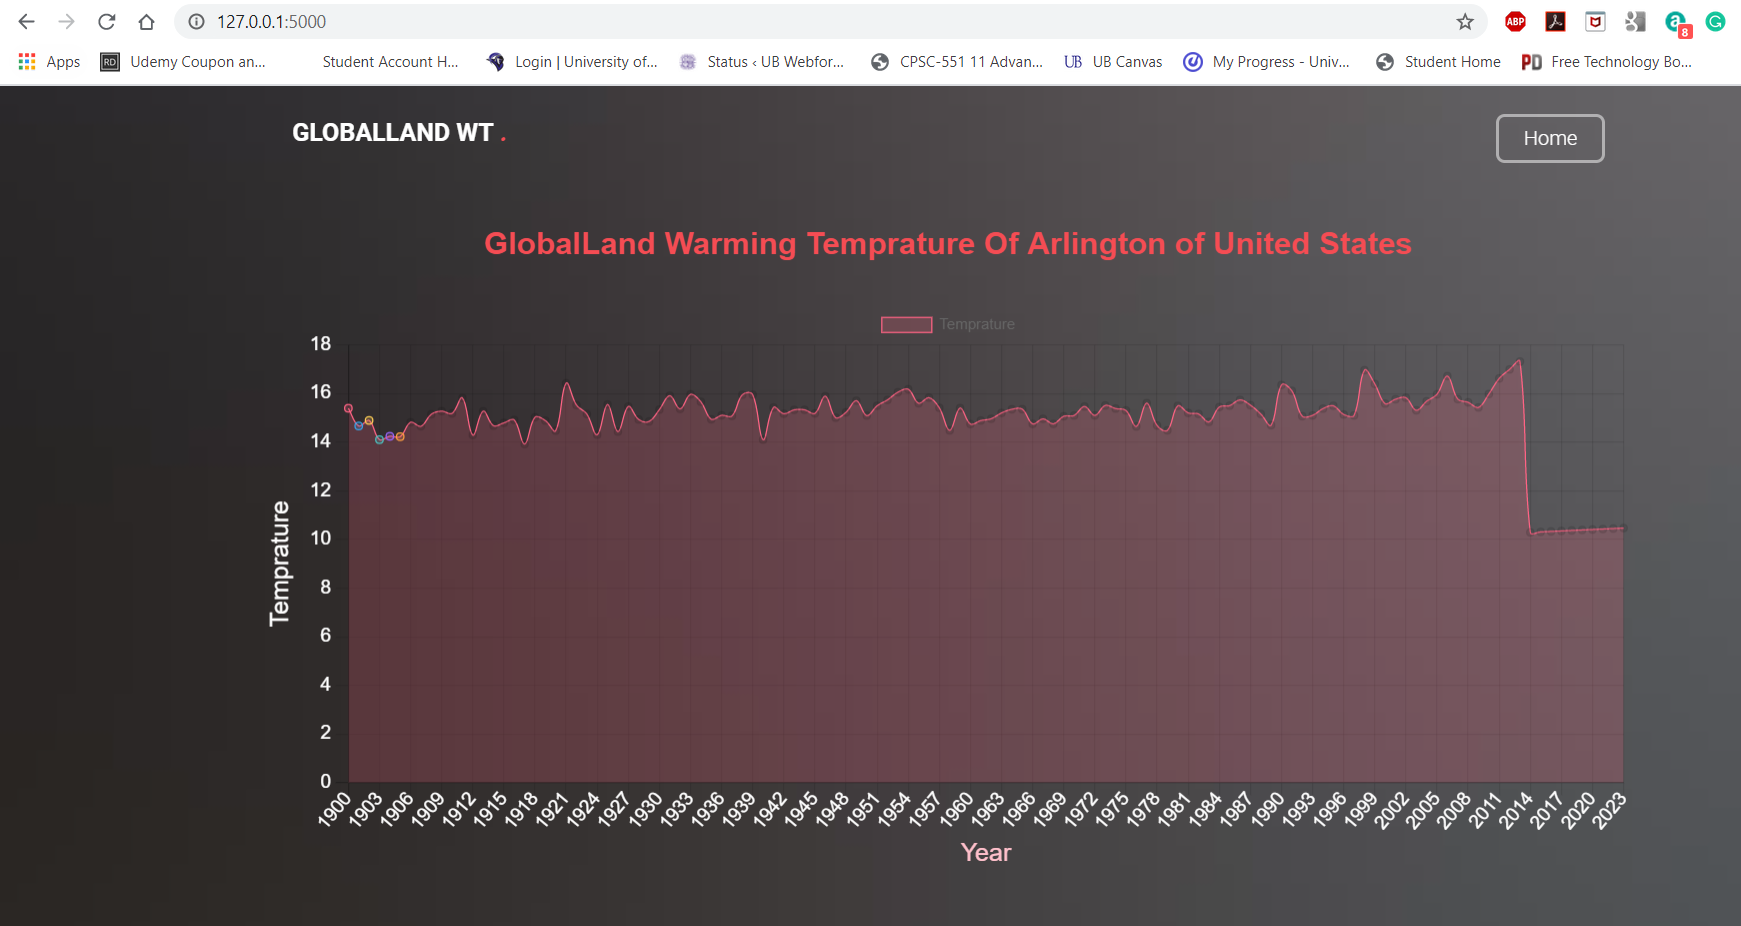 127.0.0.1:5000
ABP
8
Apps RD Udemy Coupon an... Student Account H... Login | University of... Status ‹ UB Webfor... CPSC-551 11 Advan... UB UB Canvas My Progress - Univ... Student Home PD Free Technology Bo...
GLOBALLAND WT .
Home
GlobalLand Warming Temprature Of Arlington of United States
Temprature
18
16
14
12
10
8
6
4
2
0
Temprature
1900 1903 1906 1909 1912 1915 1918 1921 1924 1927 1930 1933 1936 1939 1942 1945 1948 1951 1954 1957 1960 1963 1966 1969 1972 1975 1978 1981 1984 1987 1990 1993 1996 1999 2002 2005 2008 2011 2014 2017 2020 2023
Year